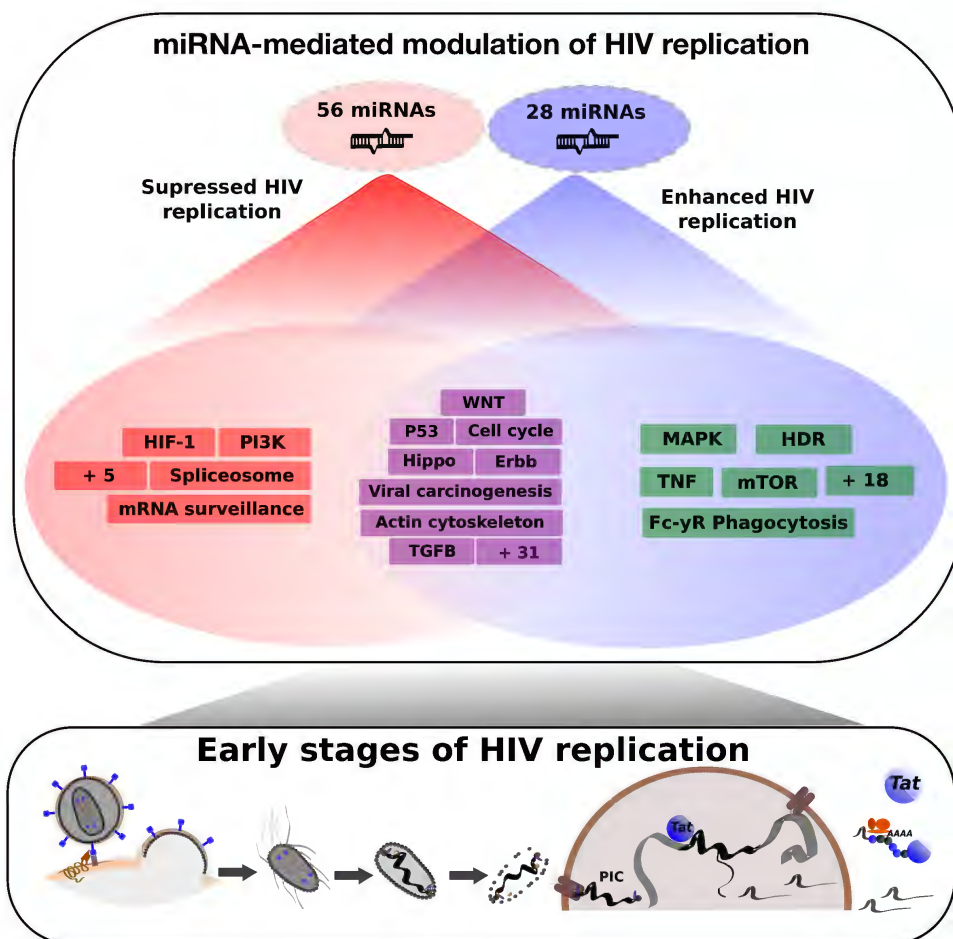 miRNA-mediated modulation of HIV replication
56 miRNAs
28 miRNAs
Supressed HIV
replication
Enhanced HIV
replication
HIF-1
PI3K
+ 5
Spliceosome
mRNA surveillance
WNT
P53
Cell cycle
Hippo
Erbb
Viral carcinogenesis
Actin cytoskeleton
TGFB
+ 31
MAPK
HDR
TNF
mTOR
+ 18
Fc-yR Phagocytosis
Early stages of HIV replication
Tat
Tat
AAAA
PIC